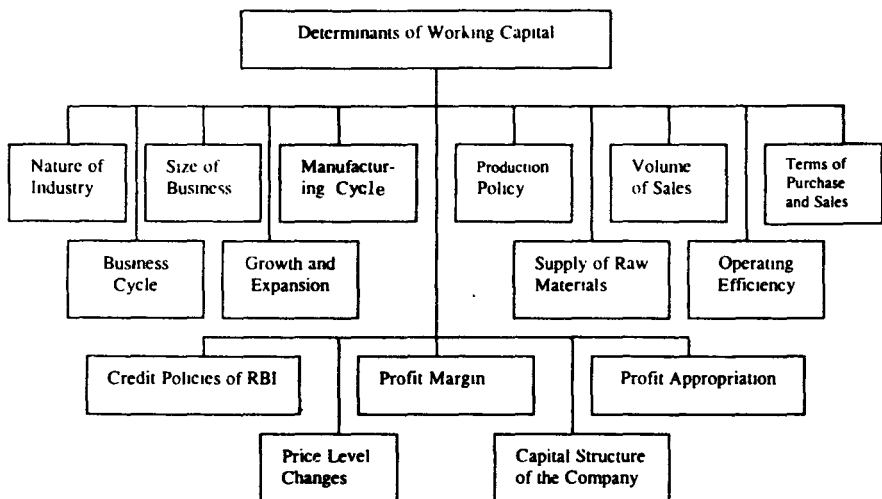 Determinants of Working Capital
Nature of
Industry
Size of
Business
Manufactur-
ing Cycle
Production
Policy
Volume
of Sales
Terms of
Purchase
and Sales
Business
Cycle
Growth and
Expansion
Supply of Raw
Materials
Operating
Efficiency
Credit Policies of RBI
Profit Margin
Profit Appropriation
Price Level
Changes
Capital Structure
of the Company